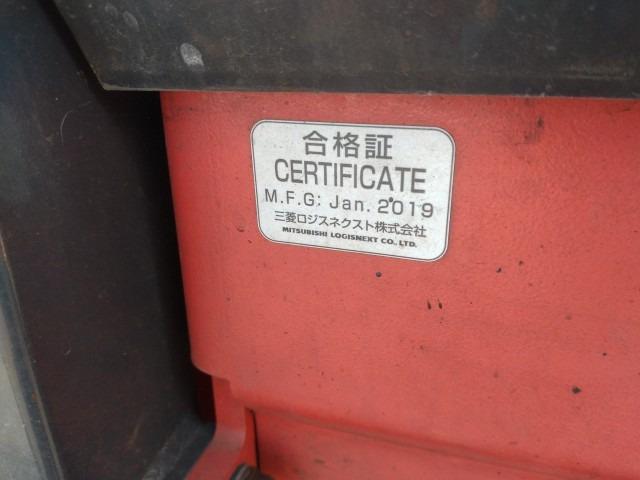 合格証
CERTIFICATE
M.F.G: Jan. 2019
三菱ロジスネクスト株式会社
MITSUBISHI LOGISNEXT CO., LTD.